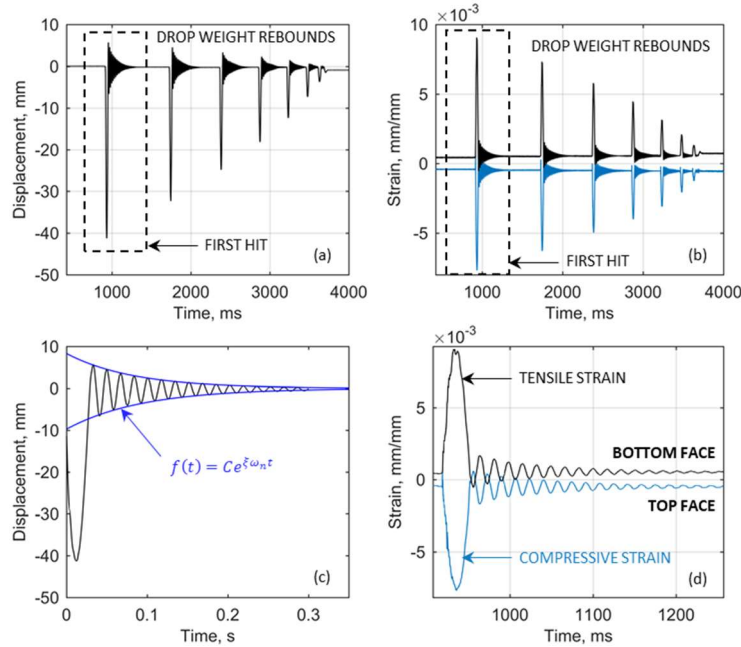 DROP WEIGHT REBOUNDS
Displacement, mm
10
0
-10
-20
-30
-40
-50
FIRST HIT
(a)
1000 2000 3000 4000
Time, ms
×10⁻³
DROP WEIGHT REBOUNDS
Strain, mm/mm
10
5
0
-5
FIRST HIT
(b)
1000 2000 3000 4000
Time, ms
Displacement, mm
10
0
-10
-20
-30
-40
-50
f(t) = Ce^{ξω_n t}
(c)
0 0.1 0.2 0.3
Time, s
×10⁻³
Strain, mm/mm
5
0
-5
TENSILE STRAIN
BOTTOM FACE
TOP FACE
COMPRESSIVE STRAIN
(d)
1000 1100 1200
Time, ms